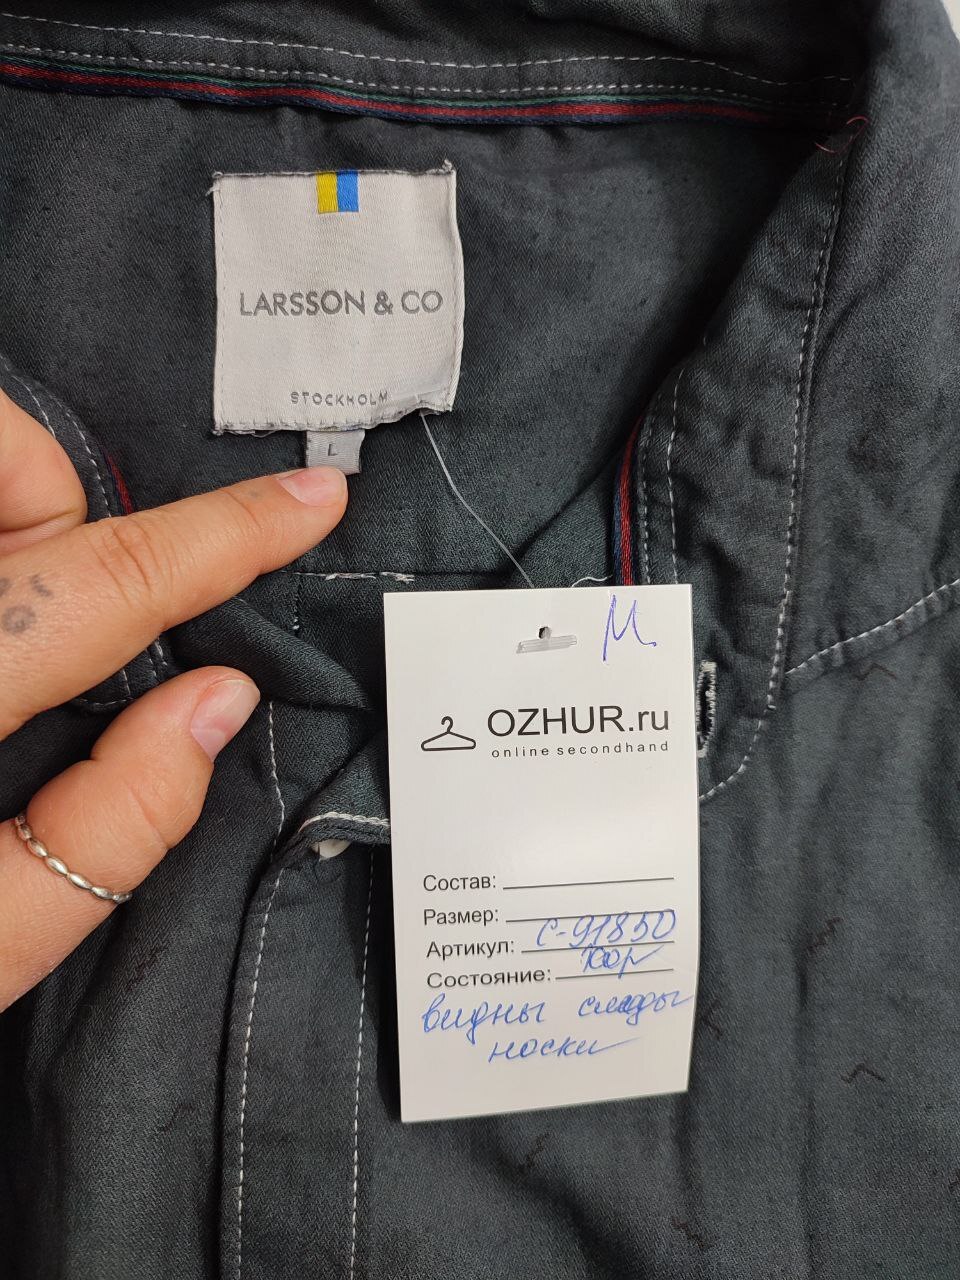 LARSSON & CO
STOCKHOLM
L
М
OZHUR.ru
online secondhand
Состав:
Размер:
Артикул: С-91850
Состояние: хор
видны следы
носки